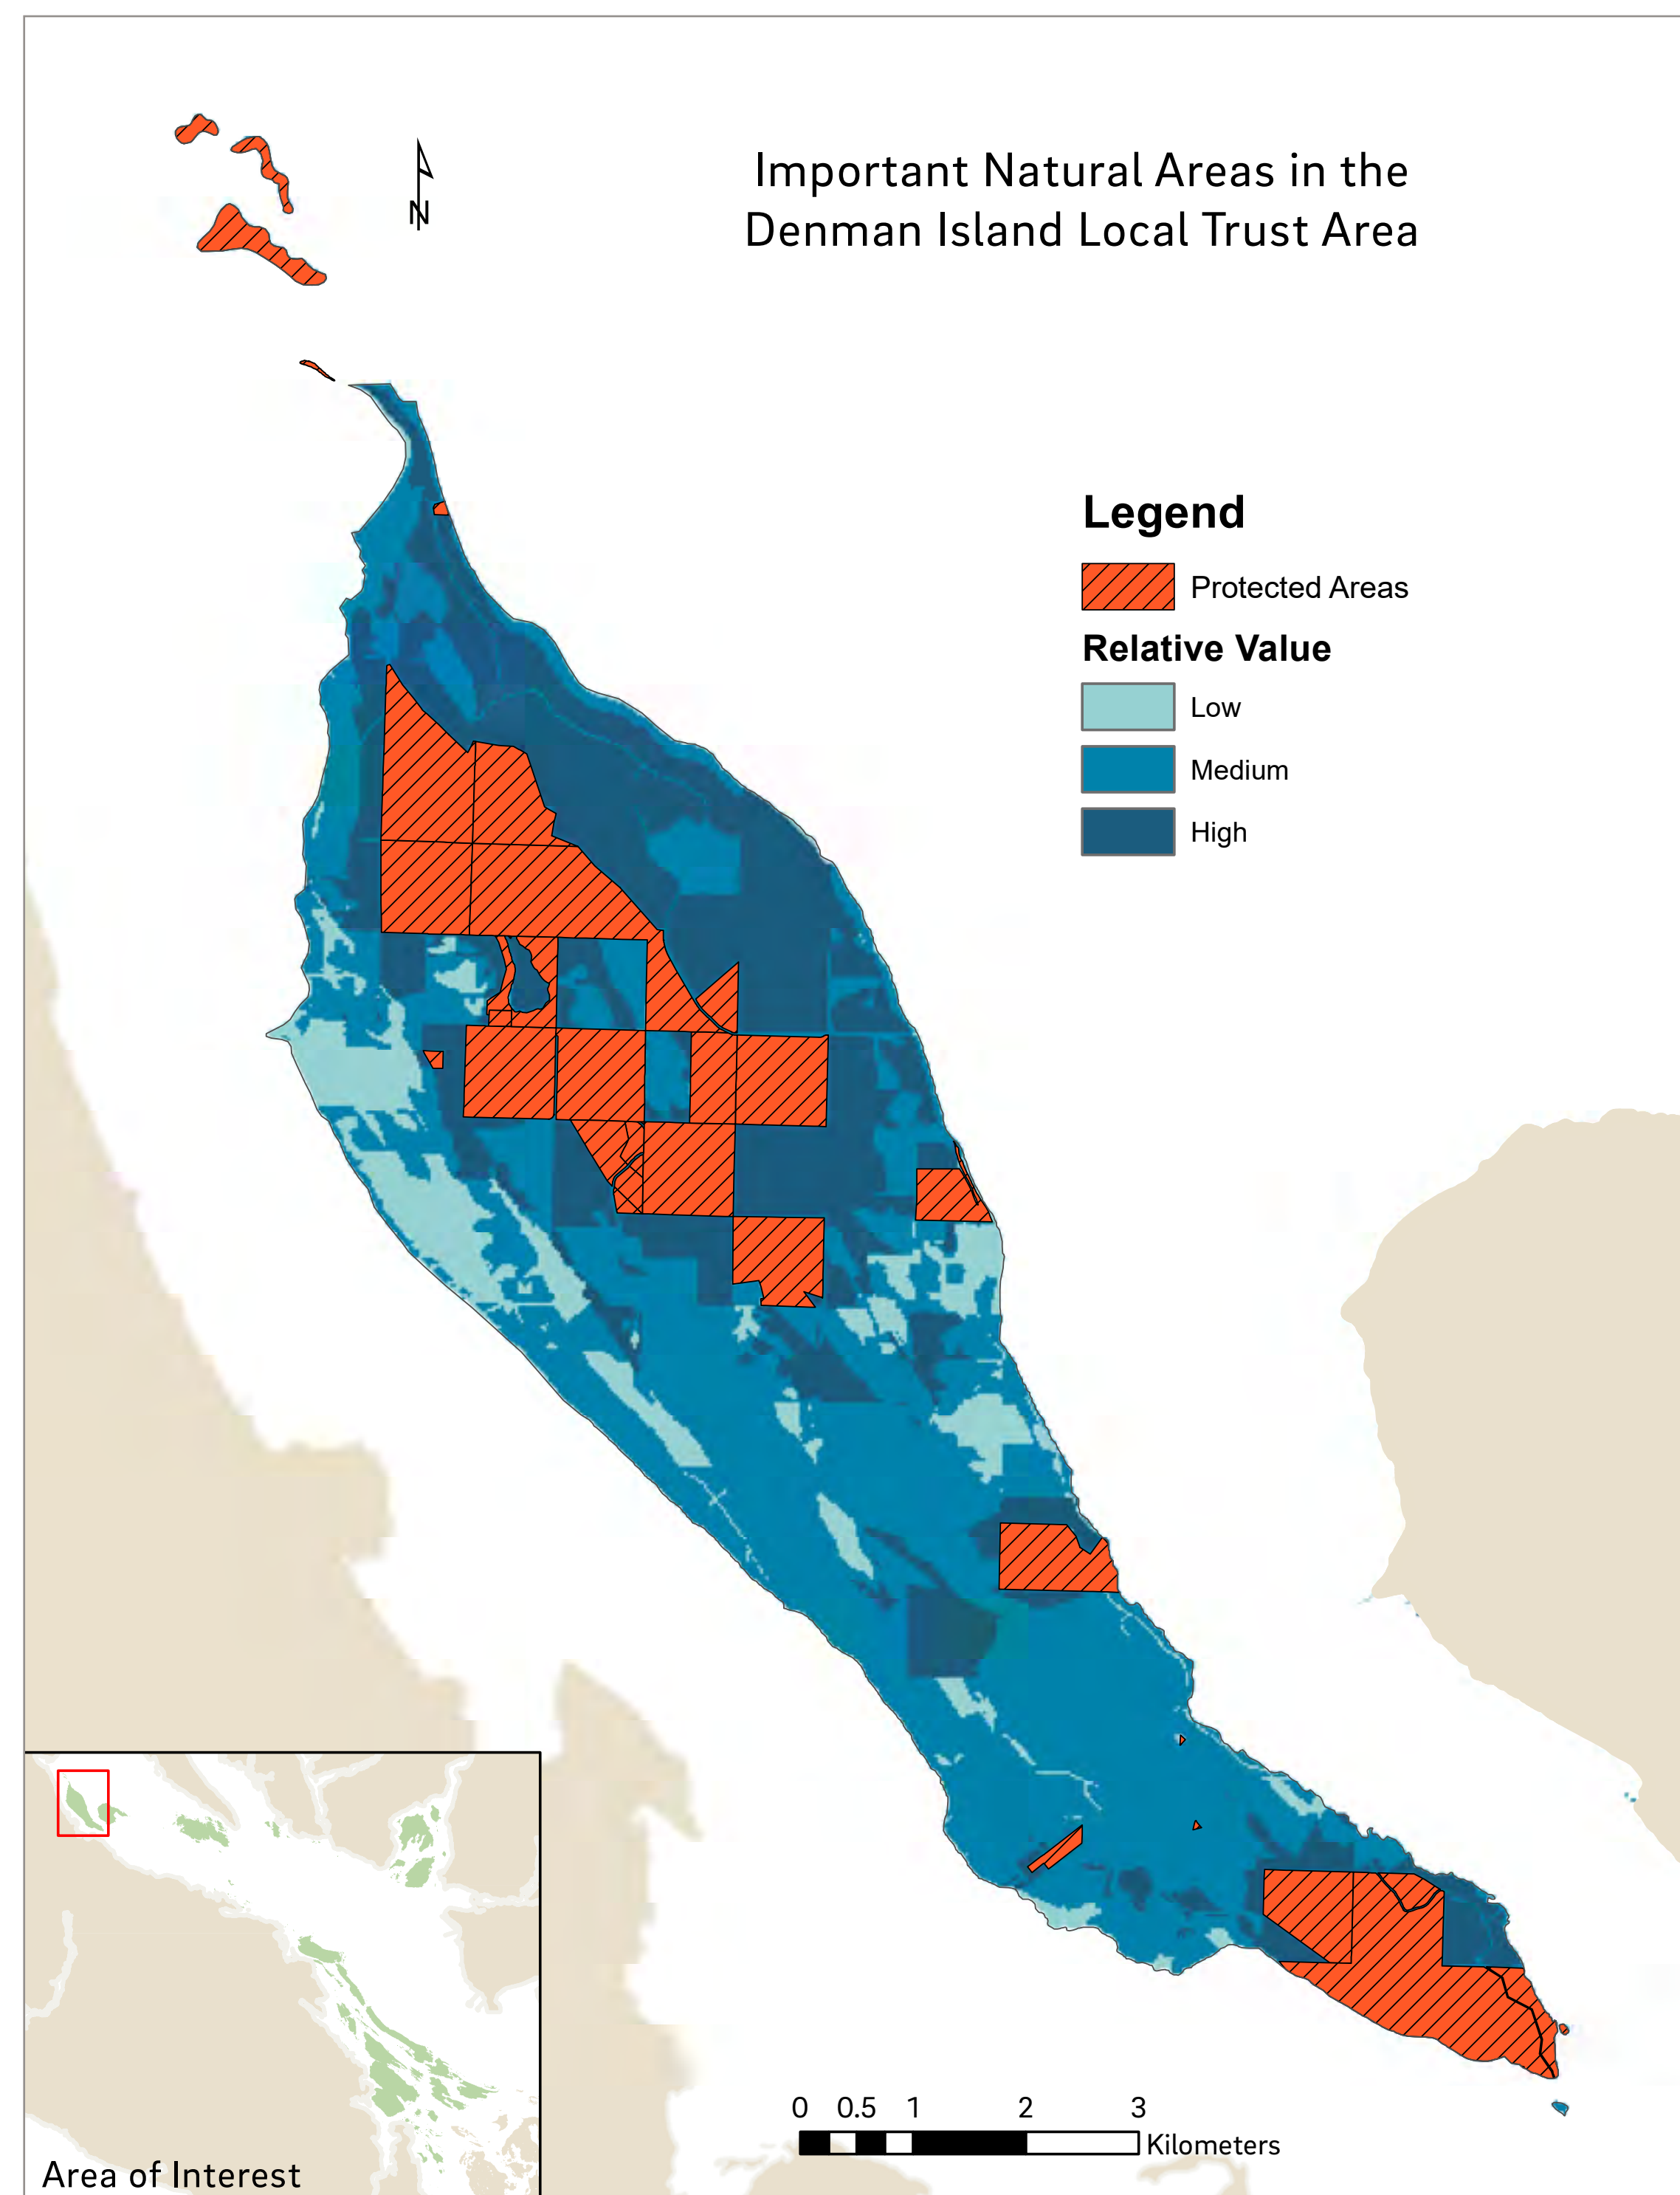 Important Natural Areas in the
Denman Island Local Trust Area
N
Legend
Protected Areas
Relative Value
Low
Medium
High
0 0.5 1 2 3
Kilometers
Area of Interest